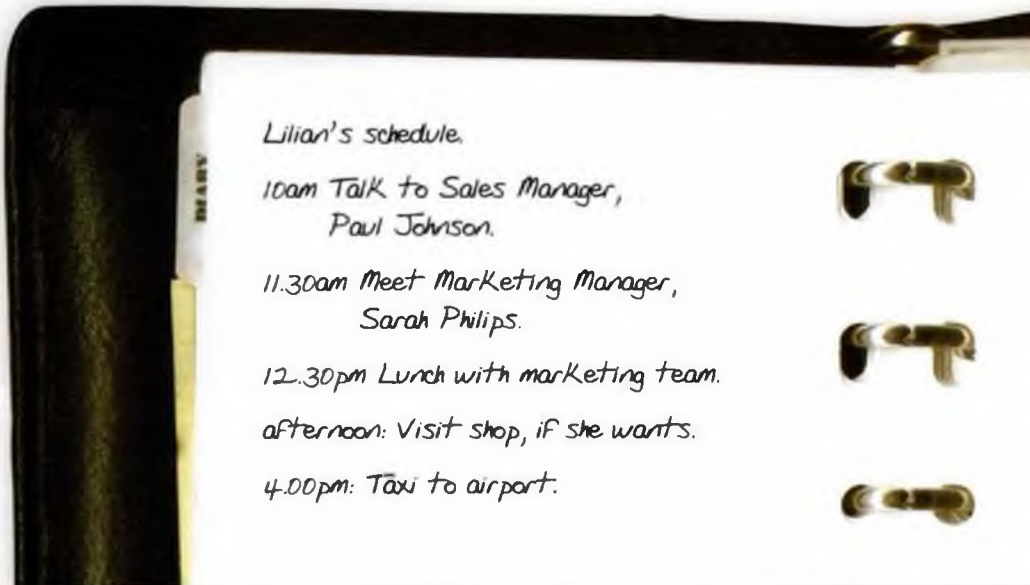 DIARY
Lilian's schedule.
10am Talk to Sales Manager,
Paul Johnson.
11.30am Meet Marketing Manager,
Sarah Philips.
12.30pm Lunch with marketing team.
afternoon: Visit shop, if she wants.
4.00pm: Taxi to airport.